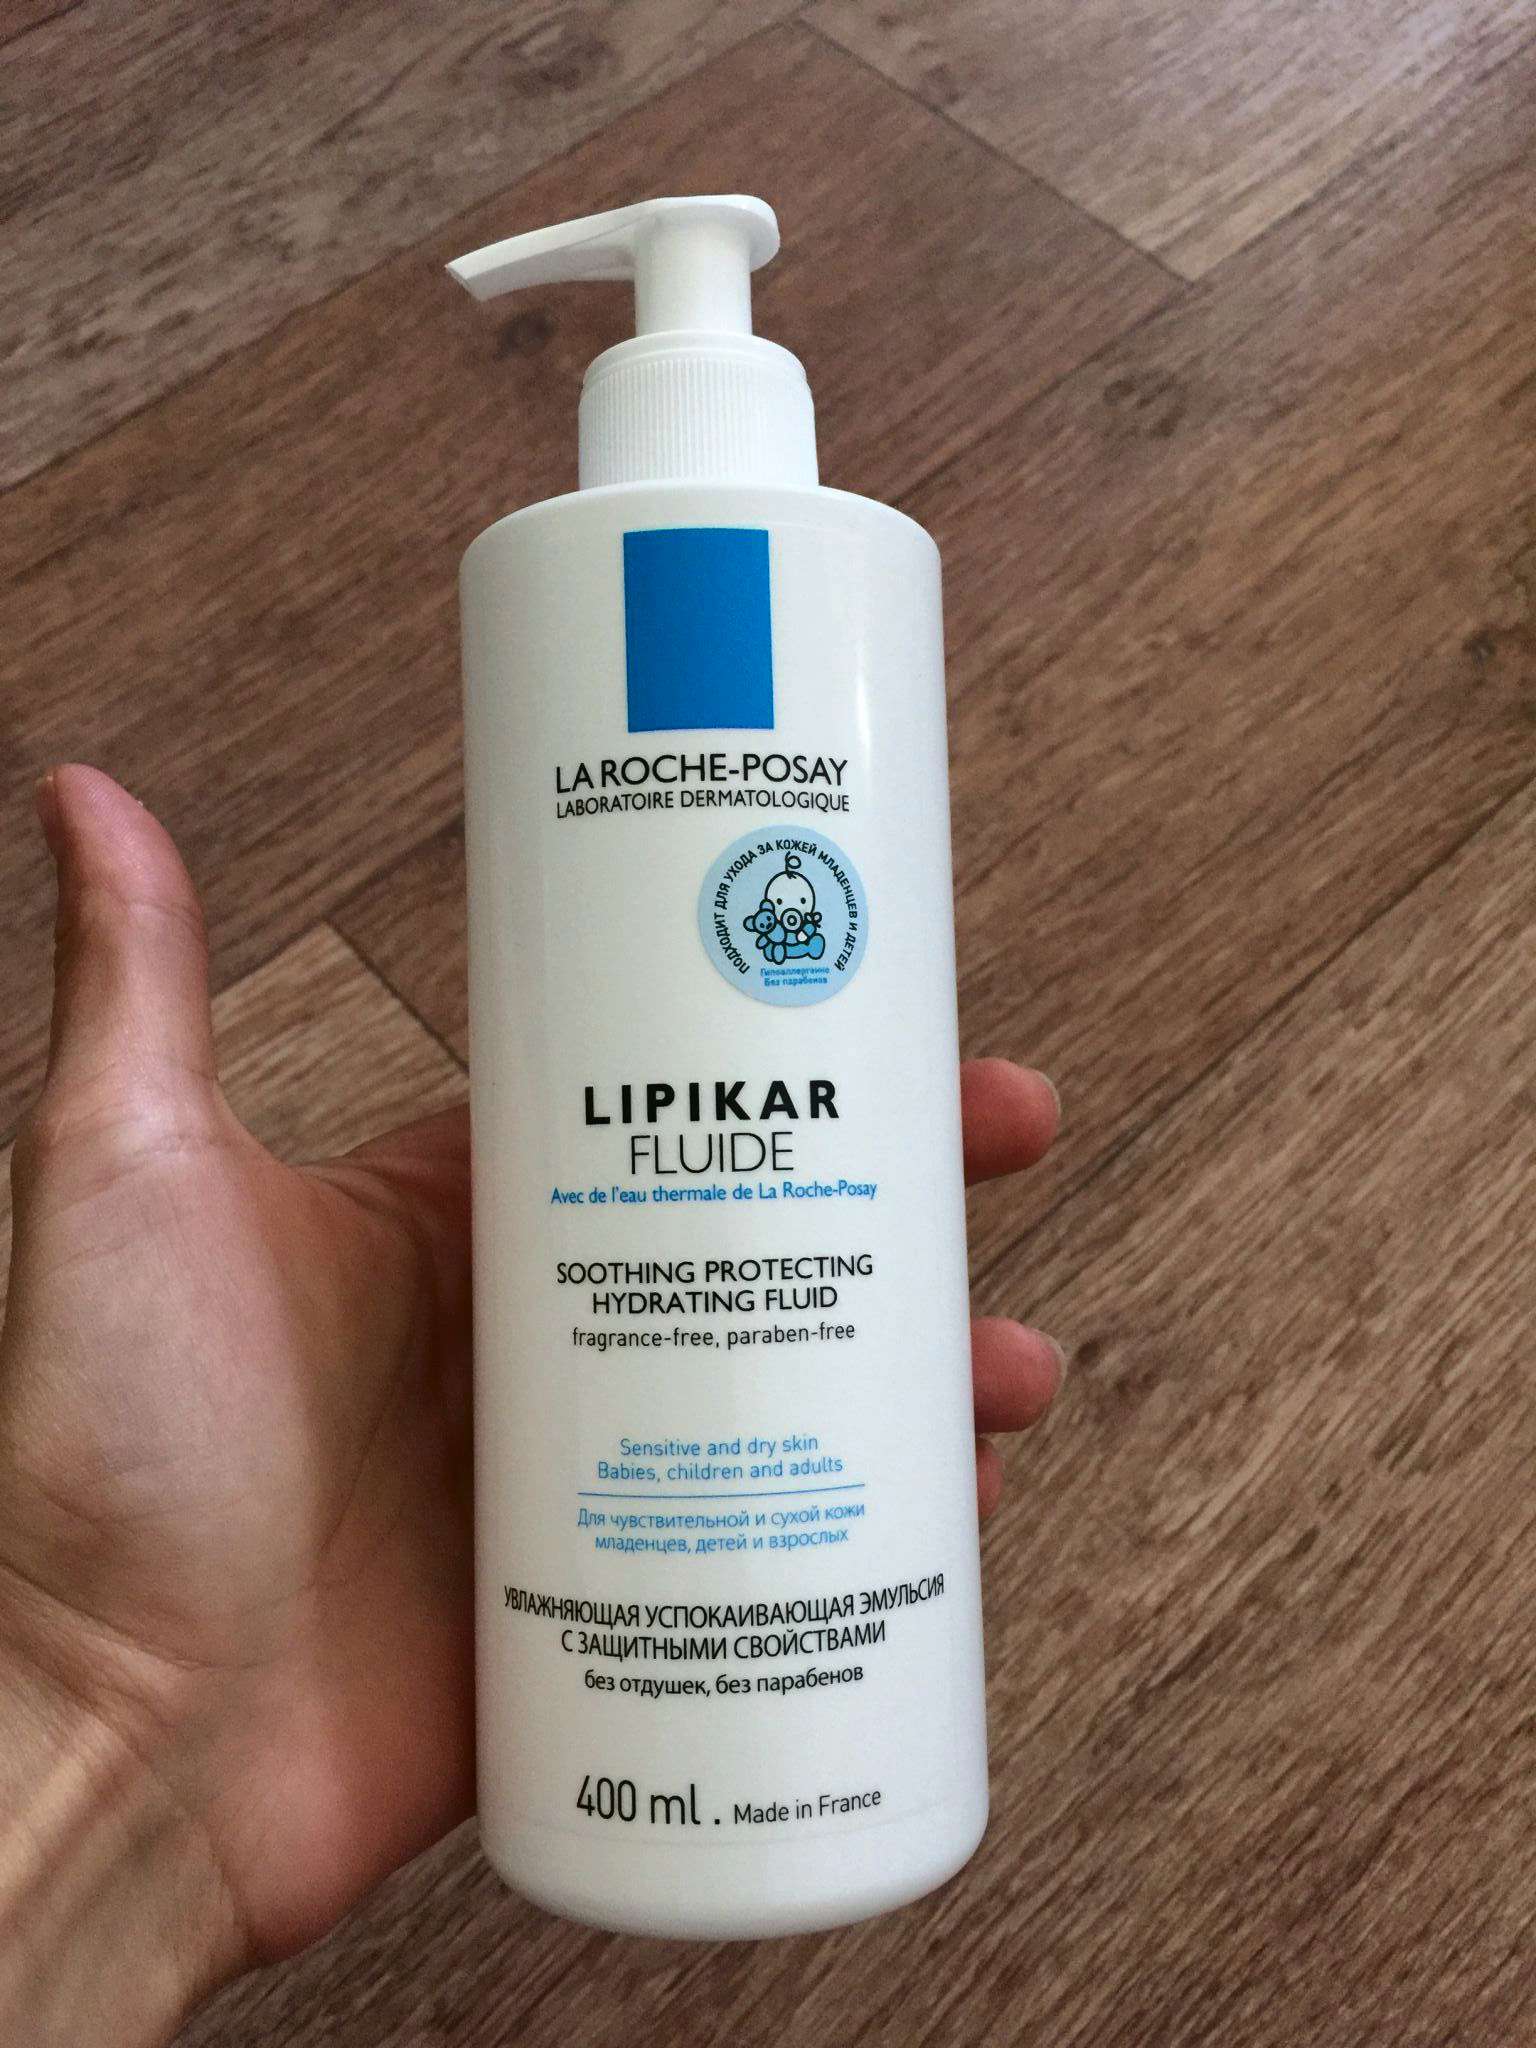 LA ROCHE-POSAY
LABORATOIRE DERMATOLOGIQUE
ПОДХОДИТ ДЛЯ УХОДА ЗА КОЖЕЙ МЛАДЕНЦЕВ И ДЕТЕЙ
Гипоаллергенно
Без парабенов
LIPIKAR
FLUIDE
Avec de l'eau thermale de La Roche-Posay
SOOTHING PROTECTING
HYDRATING FLUID
fragrance-free, paraben-free
Sensitive and dry skin
Babies, children and adults
Для чувствительной и сухой кожи
младенцев, детей и взрослых
УВЛАЖНЯЮЩАЯ УСПОКАИВАЮЩАЯ ЭМУЛЬСИЯ
С ЗАЩИТНЫМИ СВОЙСТВАМИ
без отдушек, без парабенов
400 ml . Made in France